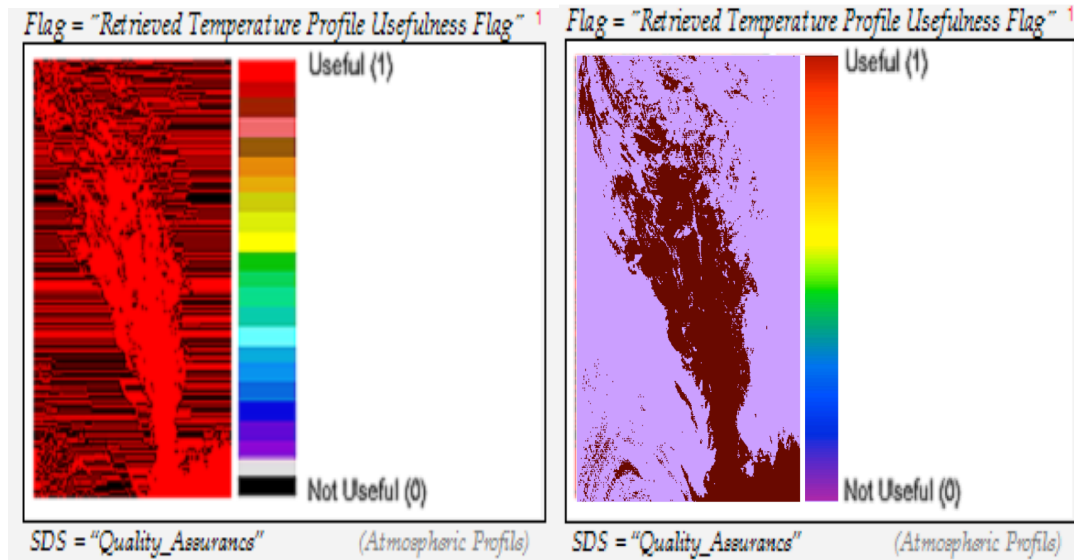 Flag = "Retrieved Temperature Profile Usefulness Flag" 1
Useful (1)
Not Useful (0)
SDS = "Quality_Assurance" (Atmospheric Profils)
Flag = "Retrieved Temperature Profile Usefulness Flag" 1
Useful (1)
Not Useful (0)
SDS = "Quality_Assurance" (Atmospheric Profils)